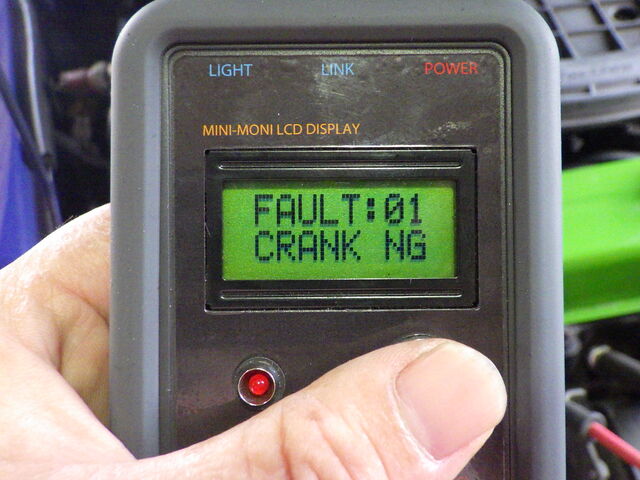 LIGHT LINK POWER
MINI-MONI LCD DISPLAY
FAULT:01
CRANK NG